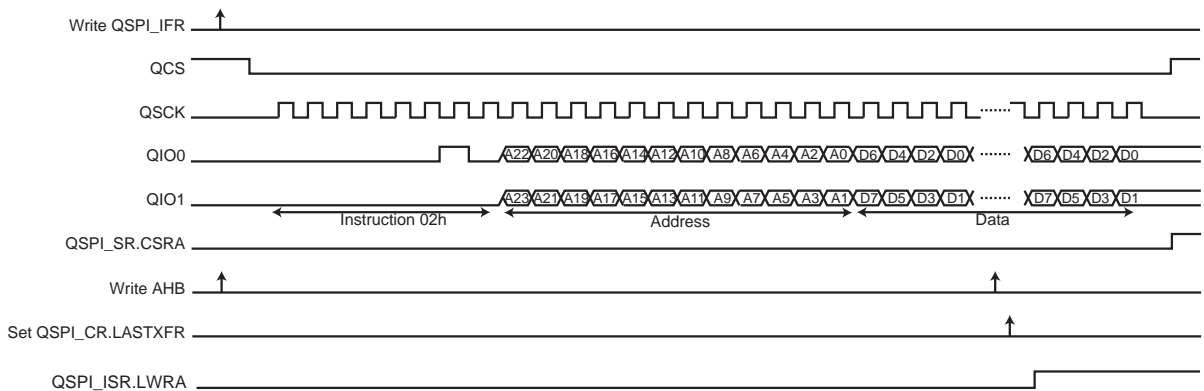 Write QSPI_IFR
QCS
QSCK
QIO0
A22 A20 A18 A16 A14 A12 A10 A8 A6 A4 A2 A0 D6 D4 D2 D0 D6 D4 D2 D0
QIO1
A23 A21 A19 A17 A15 A13 A11 A9 A7 A5 A3 A1 D7 D5 D3 D1 D7 D5 D3 D1
Instruction 02h Address Data
QSPI_SR.CSRA
Write AHB
Set QSPI_CR.LASTXFR
QSPI_ISR.LWRA